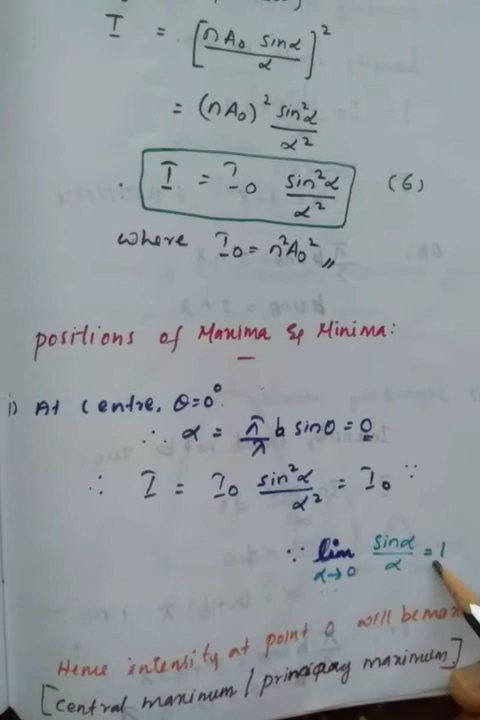 I = [nA₀ sinα / α]²
= (nA₀)² sin²α / α²
∴ I = I₀ sin²α / α² (6)
where I₀ = n²A₀² ,,
positions of Maxima & Minima:
i) At centre, θ=0°
∴ α = π/λ b sinθ = 0
∴ I = I₀ sin²α / α² = I₀ ∵
∵ lim α→0 sinα / α = 1
Hence intensity at point O will be max
[central maximum / principay maximum]